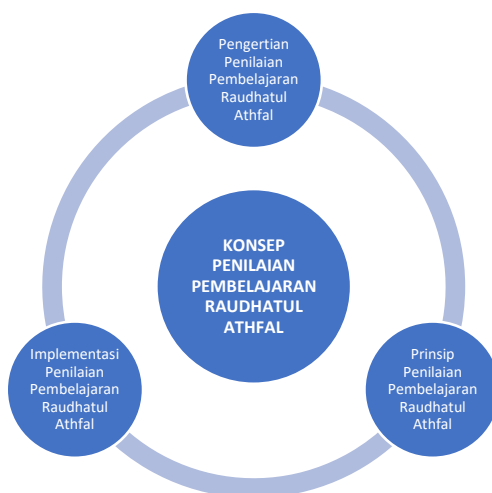 Pengertian
Penilaian
Pembelajaran
Raudhatul
Athfal
KONSEP
PENILAIAN
PEMBELAJARAN
RAUDHATUL
ATHFAL
Implementasi
Penilaian
Pembelajaran
Raudhatul
Athfal
Prinsip
Penilaian
Pembelajaran
Raudhatul
Athfal